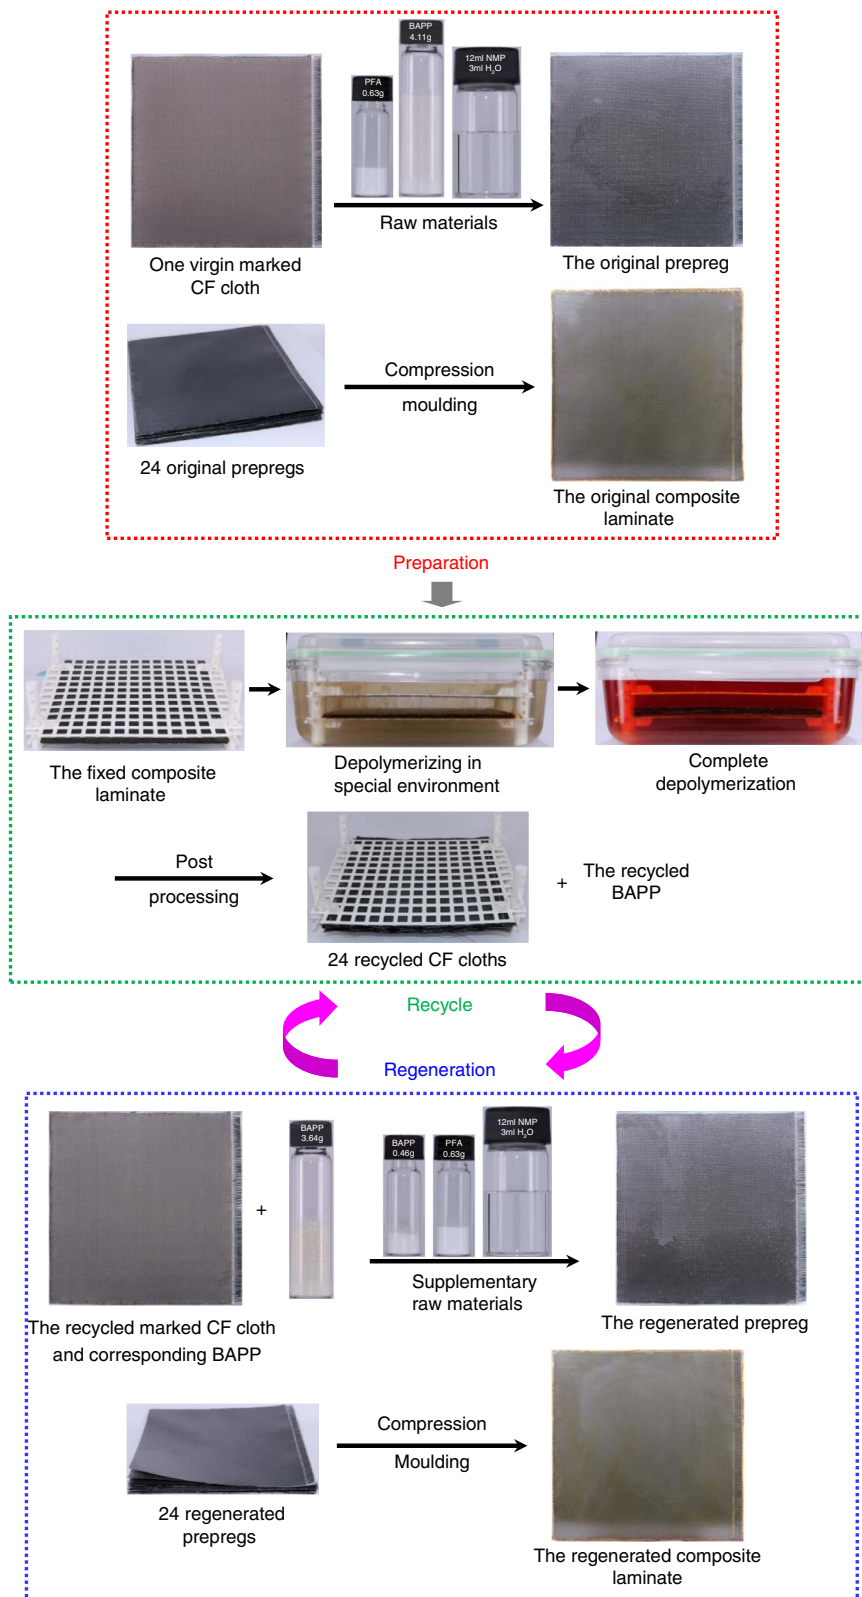 PFA
0.63g
BAPP
4.11g
12ml NMP
3ml H₂O
Raw materials
One virgin marked
CF cloth
The original prepreg
Compression
moulding
24 original prepregs
The original composite
laminate
Preparation
The fixed composite
laminate
Depolymerizing in
special environment
Complete
depolymerization
Post
processing
+
The recycled
BAPP
24 recycled CF cloths
Recycle
Regeneration
BAPP
3.64g
+
BAPP
0.46g
PFA
0.63g
12ml NMP
3ml H₂O
Supplementary
raw materials
The recycled marked CF cloth
and corresponding BAPP
The regenerated prepreg
Compression
Moulding
24 regenerated
prepregs
The regenerated composite
laminate